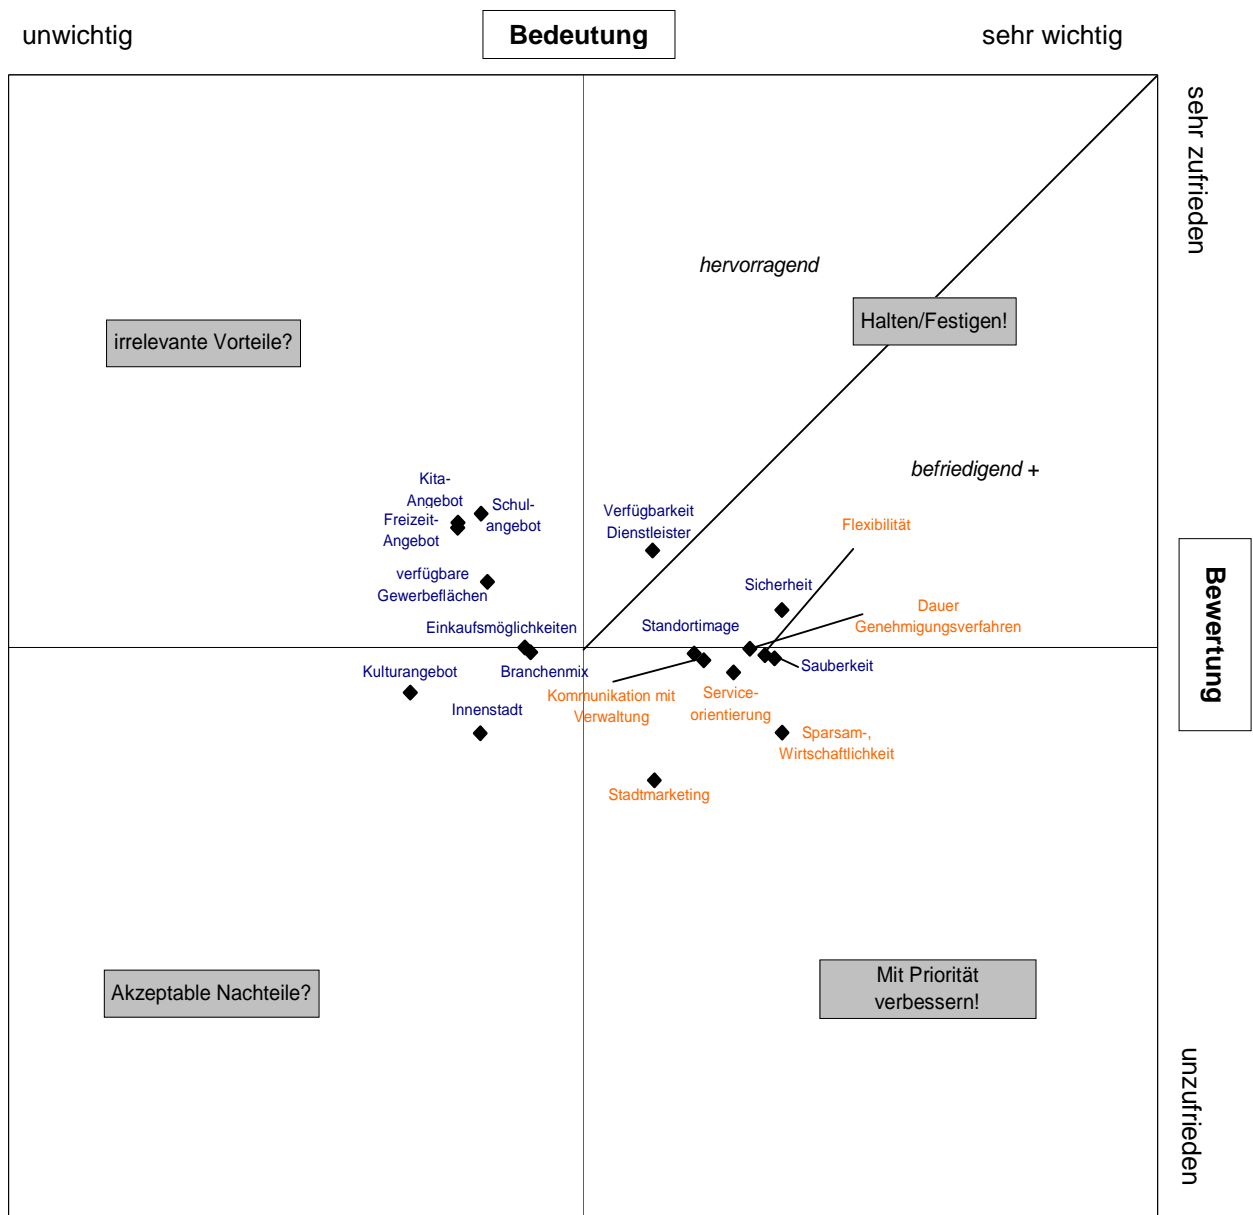 unwichtig
Bedeutung
sehr wichtig
sehr zufrieden
hervorragend
Halten/Festigen!
irrelevante Vorteile?
befriedigend +
Kita-
Angebot
Schul-
angebot
Freizeit-
Angebot
Verfügbarkeit
Dienstleister
Flexibilität
verfügbare
Gewerbeflächen
Sicherheit
Bewertung
Dauer
Genehmigungsverfahren
Einkaufsmöglichkeiten
Standortimage
Kulturangebot
Branchenmix
Sauberkeit
Kommunikation mit
Verwaltung
Service-
orientierung
Innenstadt
Sparsam-,
Wirtschaftlichkeit
Stadtmarketing
Akzeptable Nachteile?
Mit Priorität
verbessern!
unzufrieden